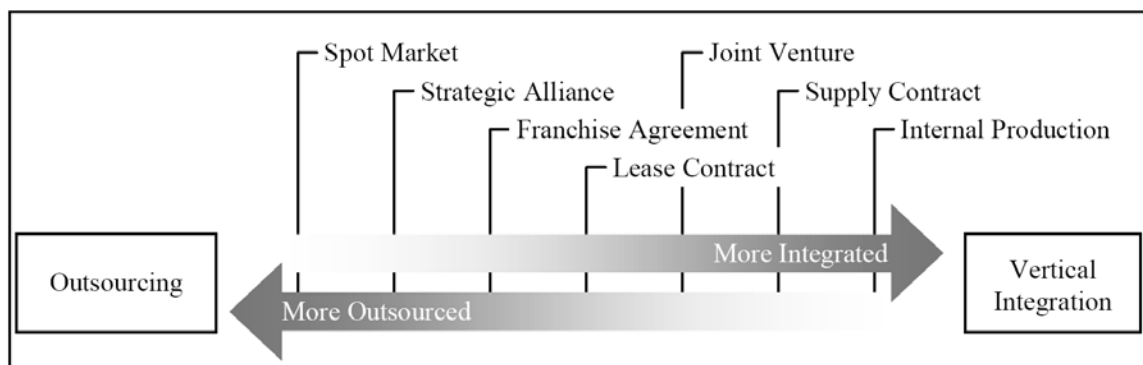 Spot Market
Joint Venture
Strategic Alliance
Supply Contract
Franchise Agreement
Internal Production
Lease Contract
More Integrated
Outsourcing
Vertical
Integration
More Outsourced